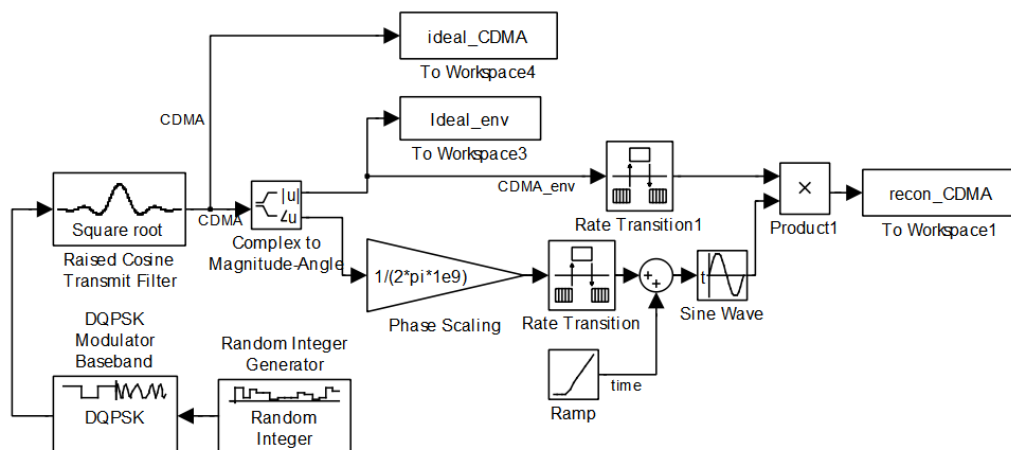 ideal_CDMA
To Workspace4
CDMA
Ideal_env
To Workspace3
CDMA_env
Square root
Raised Cosine
Transmit Filter
CDMA
|u|
∠u
Complex to
Magnitude-Angle
Rate Transition1
×
Product1
recon_CDMA
To Workspace1
1/(2*pi*1e9)
Phase Scaling
Rate Transition
+
+
t
Sine Wave
Ramp
time
DQPSK
Modulator
Baseband
DQPSK
Random Integer
Generator
Random
Integer